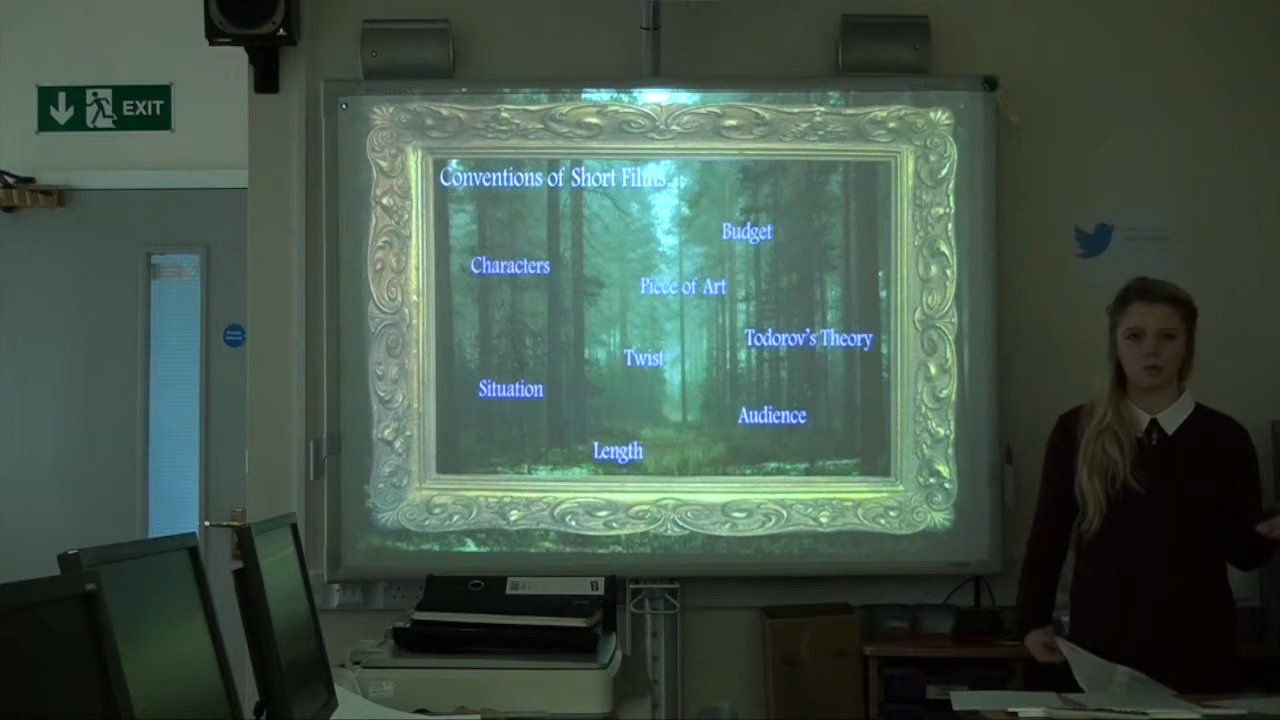 EXIT
Conventions of Short Films
Budget
Characters
Piece of Art
Todorov's Theory
Twist
Situation
Audience
Length